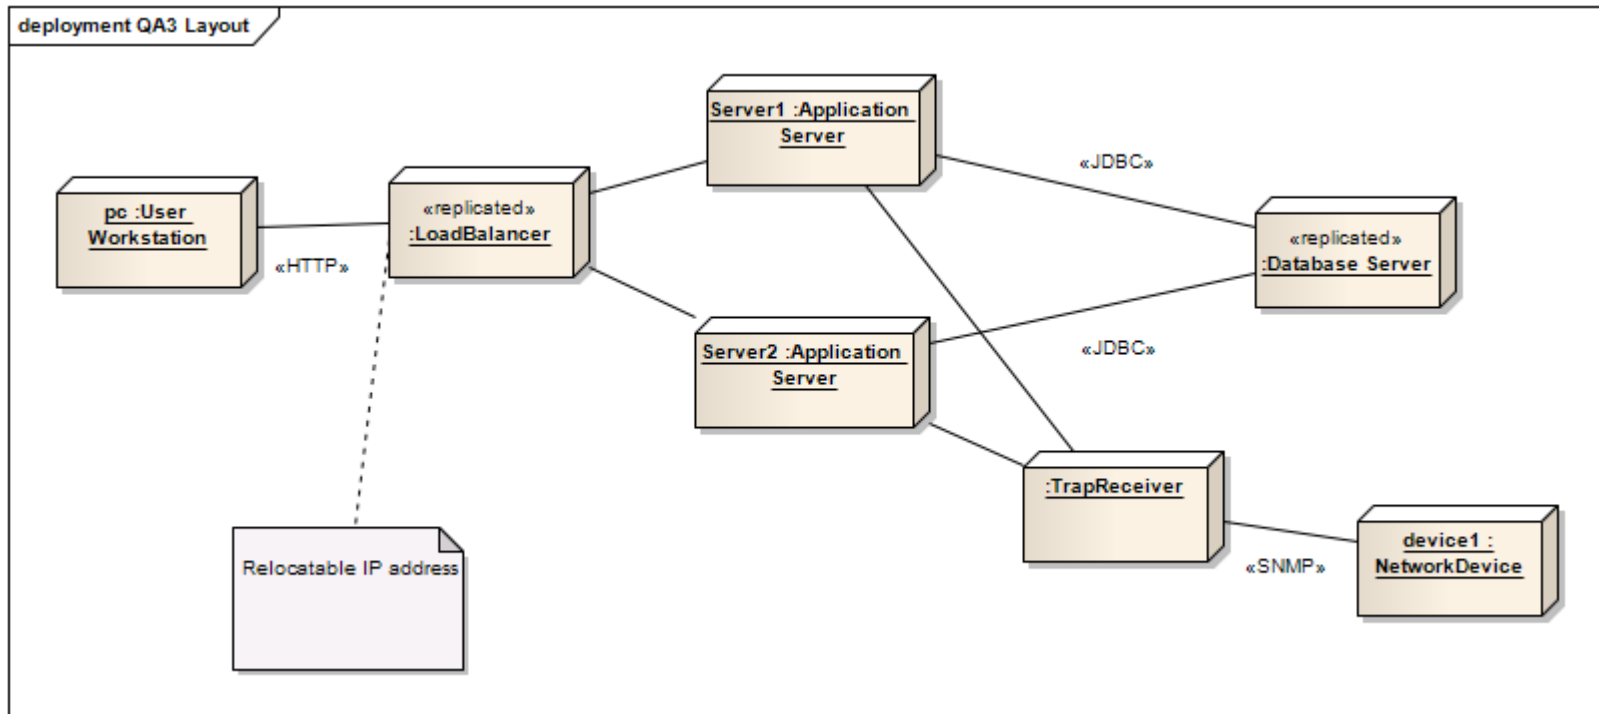 deployment QA3 Layout
Server1 :Application
Server
«JDBC»
pc :User
Workstation
«HTTP»
«replicated»
:LoadBalancer
«replicated»
:Database Server
Server2 :Application
Server
«JDBC»
:TrapReceiver
«SNMP»
device1 :
NetworkDevice
Relocatable IP address